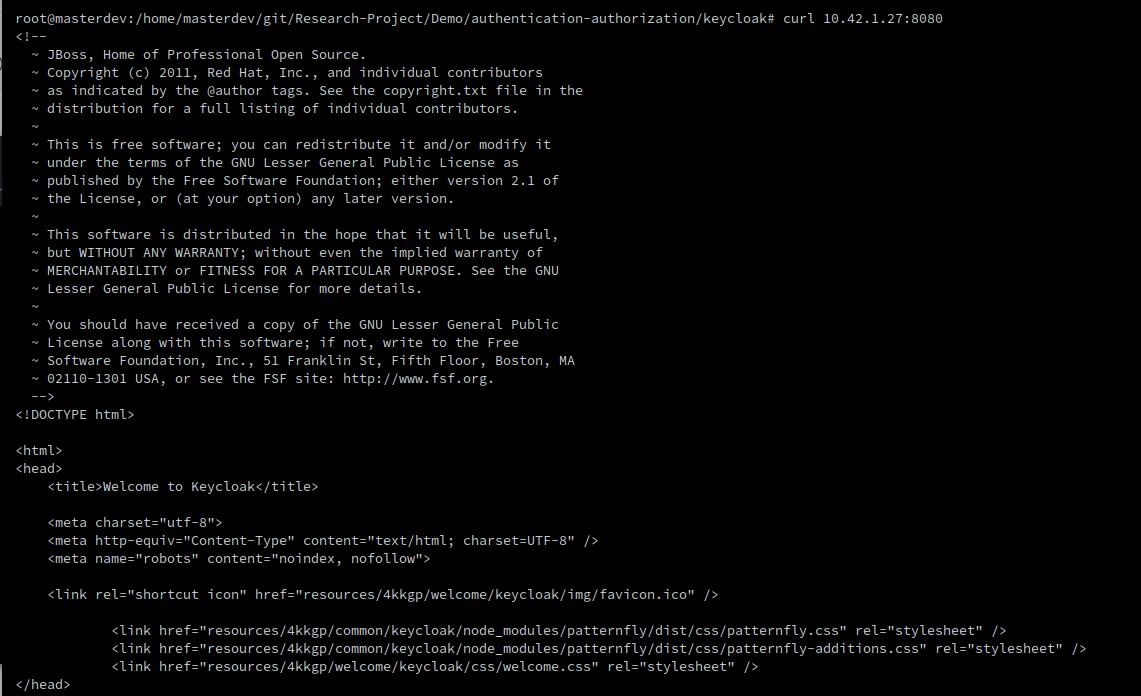 root@masterdev:/home/masterdev/git/Research-Project/Demo/authentication-authorization/keycloak# curl 10.42.1.27:8080
<!--
  ~ JBoss, Home of Professional Open Source.
  ~ Copyright (c) 2011, Red Hat, Inc., and individual contributors
  ~ as indicated by the @author tags. See the copyright.txt file in the
  ~ distribution for a full listing of individual contributors.
  ~
  ~ This is free software; you can redistribute it and/or modify it
  ~ under the terms of the GNU Lesser General Public License as
  ~ published by the Free Software Foundation; either version 2.1 of
  ~ the License, or (at your option) any later version.
  ~
  ~ This software is distributed in the hope that it will be useful,
  ~ but WITHOUT ANY WARRANTY; without even the implied warranty of
  ~ MERCHANTABILITY or FITNESS FOR A PARTICULAR PURPOSE. See the GNU
  ~ Lesser General Public License for more details.
  ~
  ~ You should have received a copy of the GNU Lesser General Public
  ~ License along with this software; if not, write to the Free
  ~ Software Foundation, Inc., 51 Franklin St, Fifth Floor, Boston, MA
  ~ 02110-1301 USA, or see the FSF site: http://www.fsf.org.
  -->
<!DOCTYPE html>

<html>
<head>
    <title>Welcome to Keycloak</title>

    <meta charset="utf-8">
    <meta http-equiv="Content-Type" content="text/html; charset=UTF-8" />
    <meta name="robots" content="noindex, nofollow">

    <link rel="shortcut icon" href="resources/4kkgp/welcome/keycloak/img/favicon.ico" />

            <link href="resources/4kkgp/common/keycloak/node_modules/patternfly/dist/css/patternfly.css" rel="stylesheet" />
            <link href="resources/4kkgp/common/keycloak/node_modules/patternfly/dist/css/patternfly-additions.css" rel="stylesheet" />
            <link href="resources/4kkgp/welcome/keycloak/css/welcome.css" rel="stylesheet" />
</head>